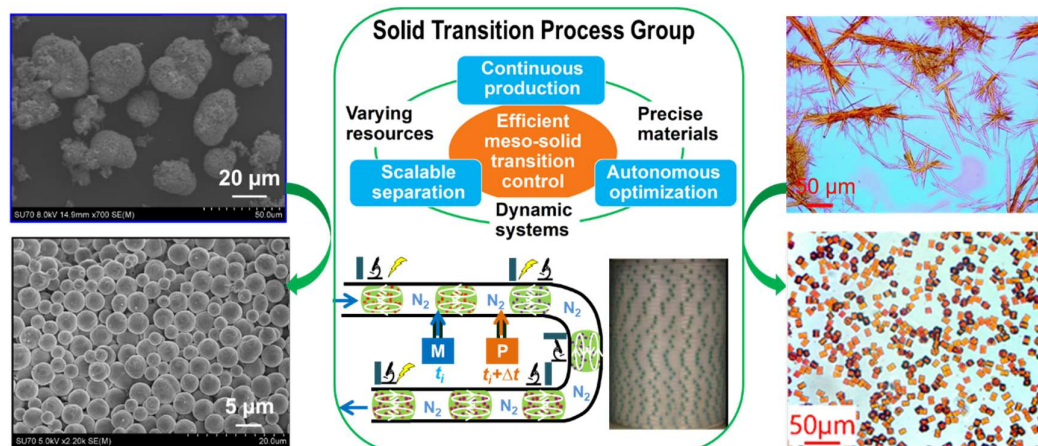 Solid Transition Process Group
Continuous
production
Varying
resources
Efficient
meso-solid
transition
control
Precise
materials
Scalable
separation
Autonomous
optimization
Dynamic
systems
20 µm
SU70 8.0kV 14.9mm x700 SE(M)
50.0um
5 µm
SU70 5.0kV x2.20k SE(M)
20.0um
N2
N2
N2
M
P
ti
ti+Δt
N2
N2
N2
50 µm
50µm